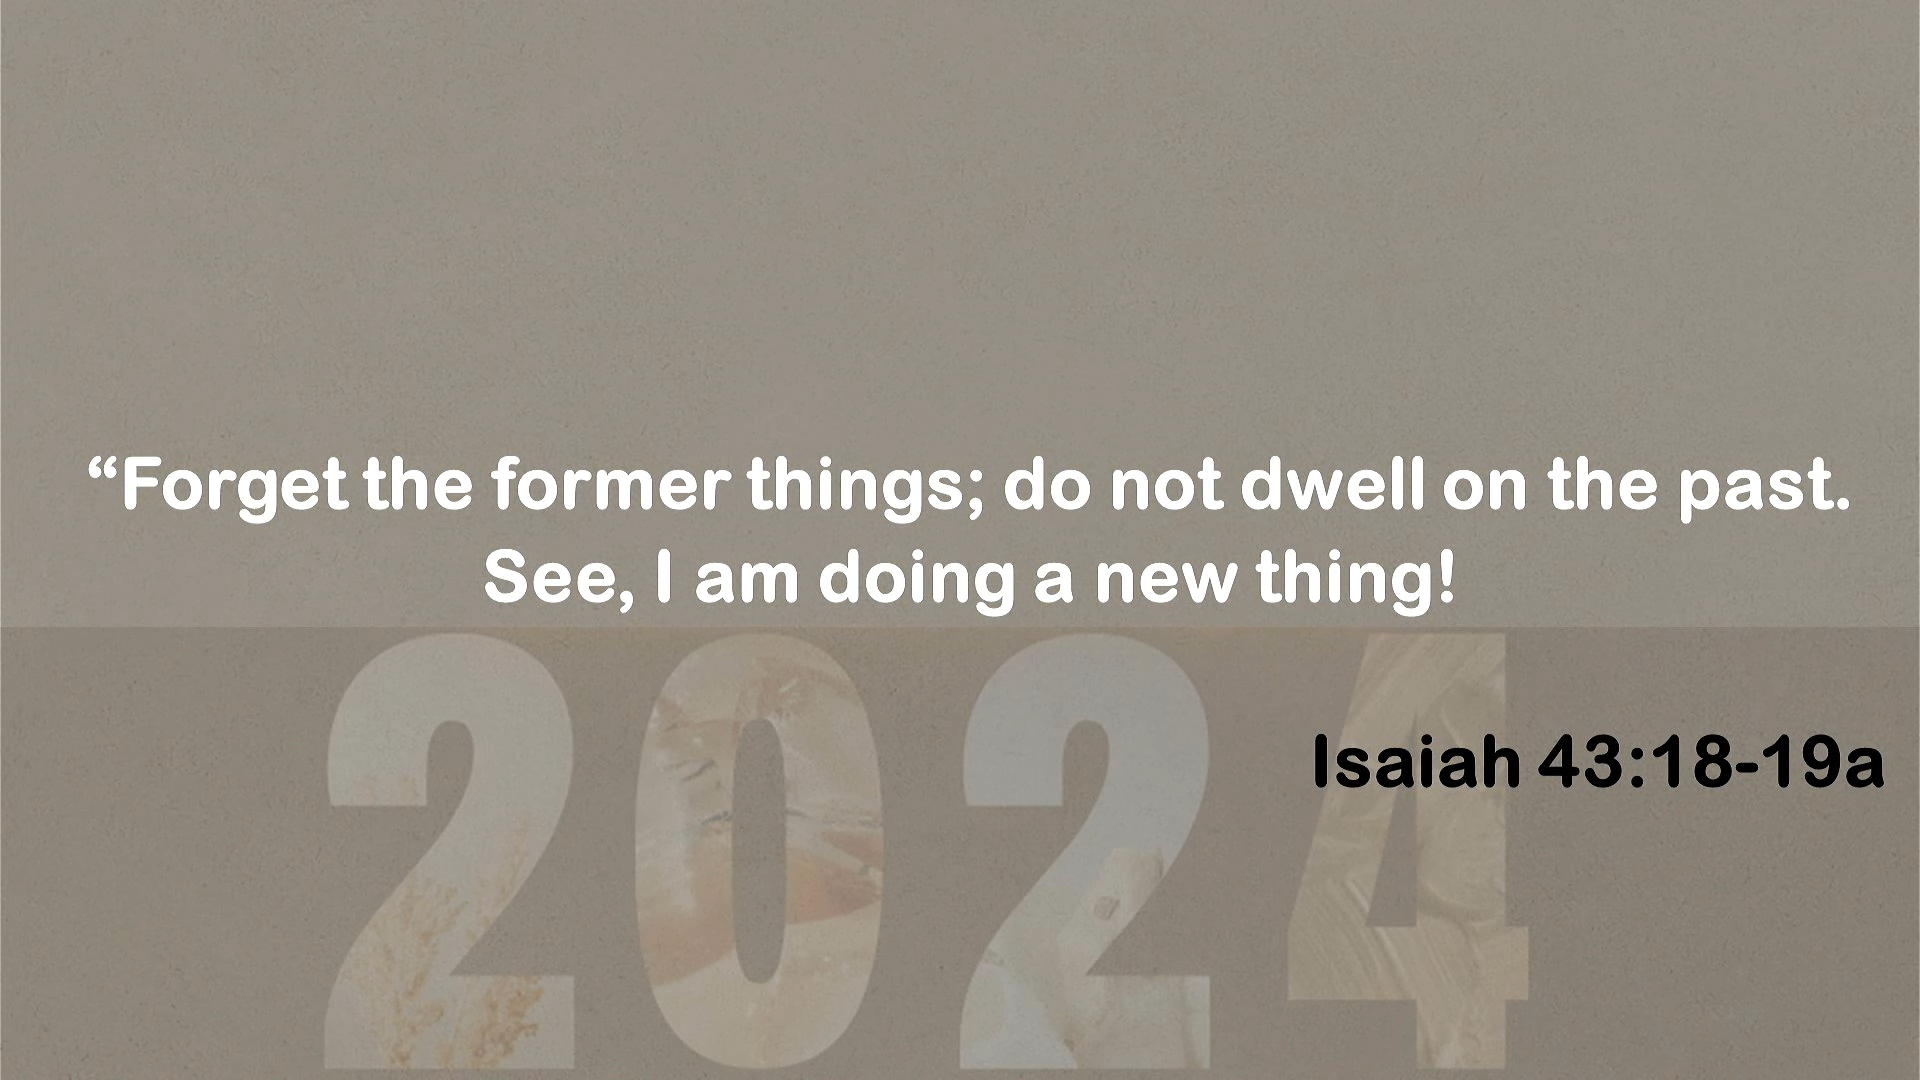 “Forget the former things; do not dwell on the past.
See, I am doing a new thing!
Isaiah 43:18-19a
2024